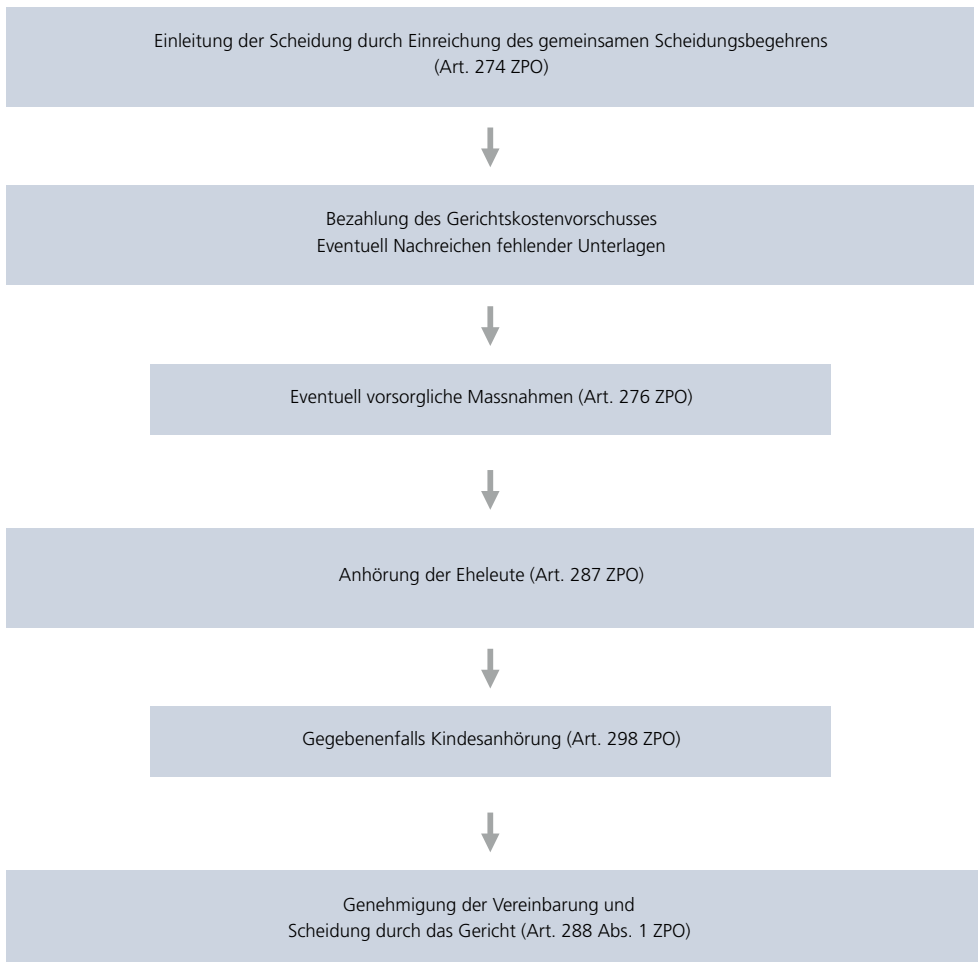 Einleitung der Scheidung durch Einreichung des gemeinsamen Scheidungsbegehrens
(Art. 274 ZPO)
Bezahlung des Gerichtskostenvorschusses
Eventuell Nachreichen fehlender Unterlagen
Eventuell vorsorgliche Massnahmen (Art. 276 ZPO)
Anhörung der Eheleute (Art. 287 ZPO)
Gegebenenfalls Kindesanhörung (Art. 298 ZPO)
Genehmigung der Vereinbarung und
Scheidung durch das Gericht (Art. 288 Abs. 1 ZPO)